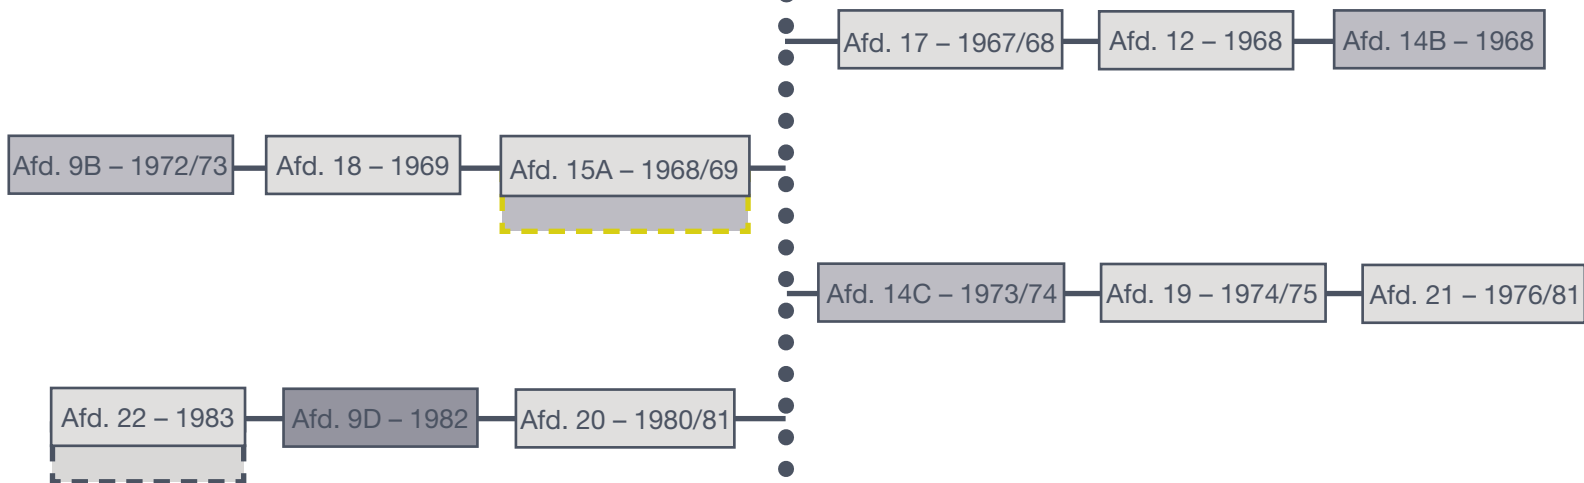 Afd. 17 – 1967/68
Afd. 12 – 1968
Afd. 14B – 1968
Afd. 9B – 1972/73
Afd. 18 – 1969
Afd. 15A – 1968/69
Afd. 14C – 1973/74
Afd. 19 – 1974/75
Afd. 21 – 1976/81
Afd. 22 – 1983
Afd. 9D – 1982
Afd. 20 – 1980/81